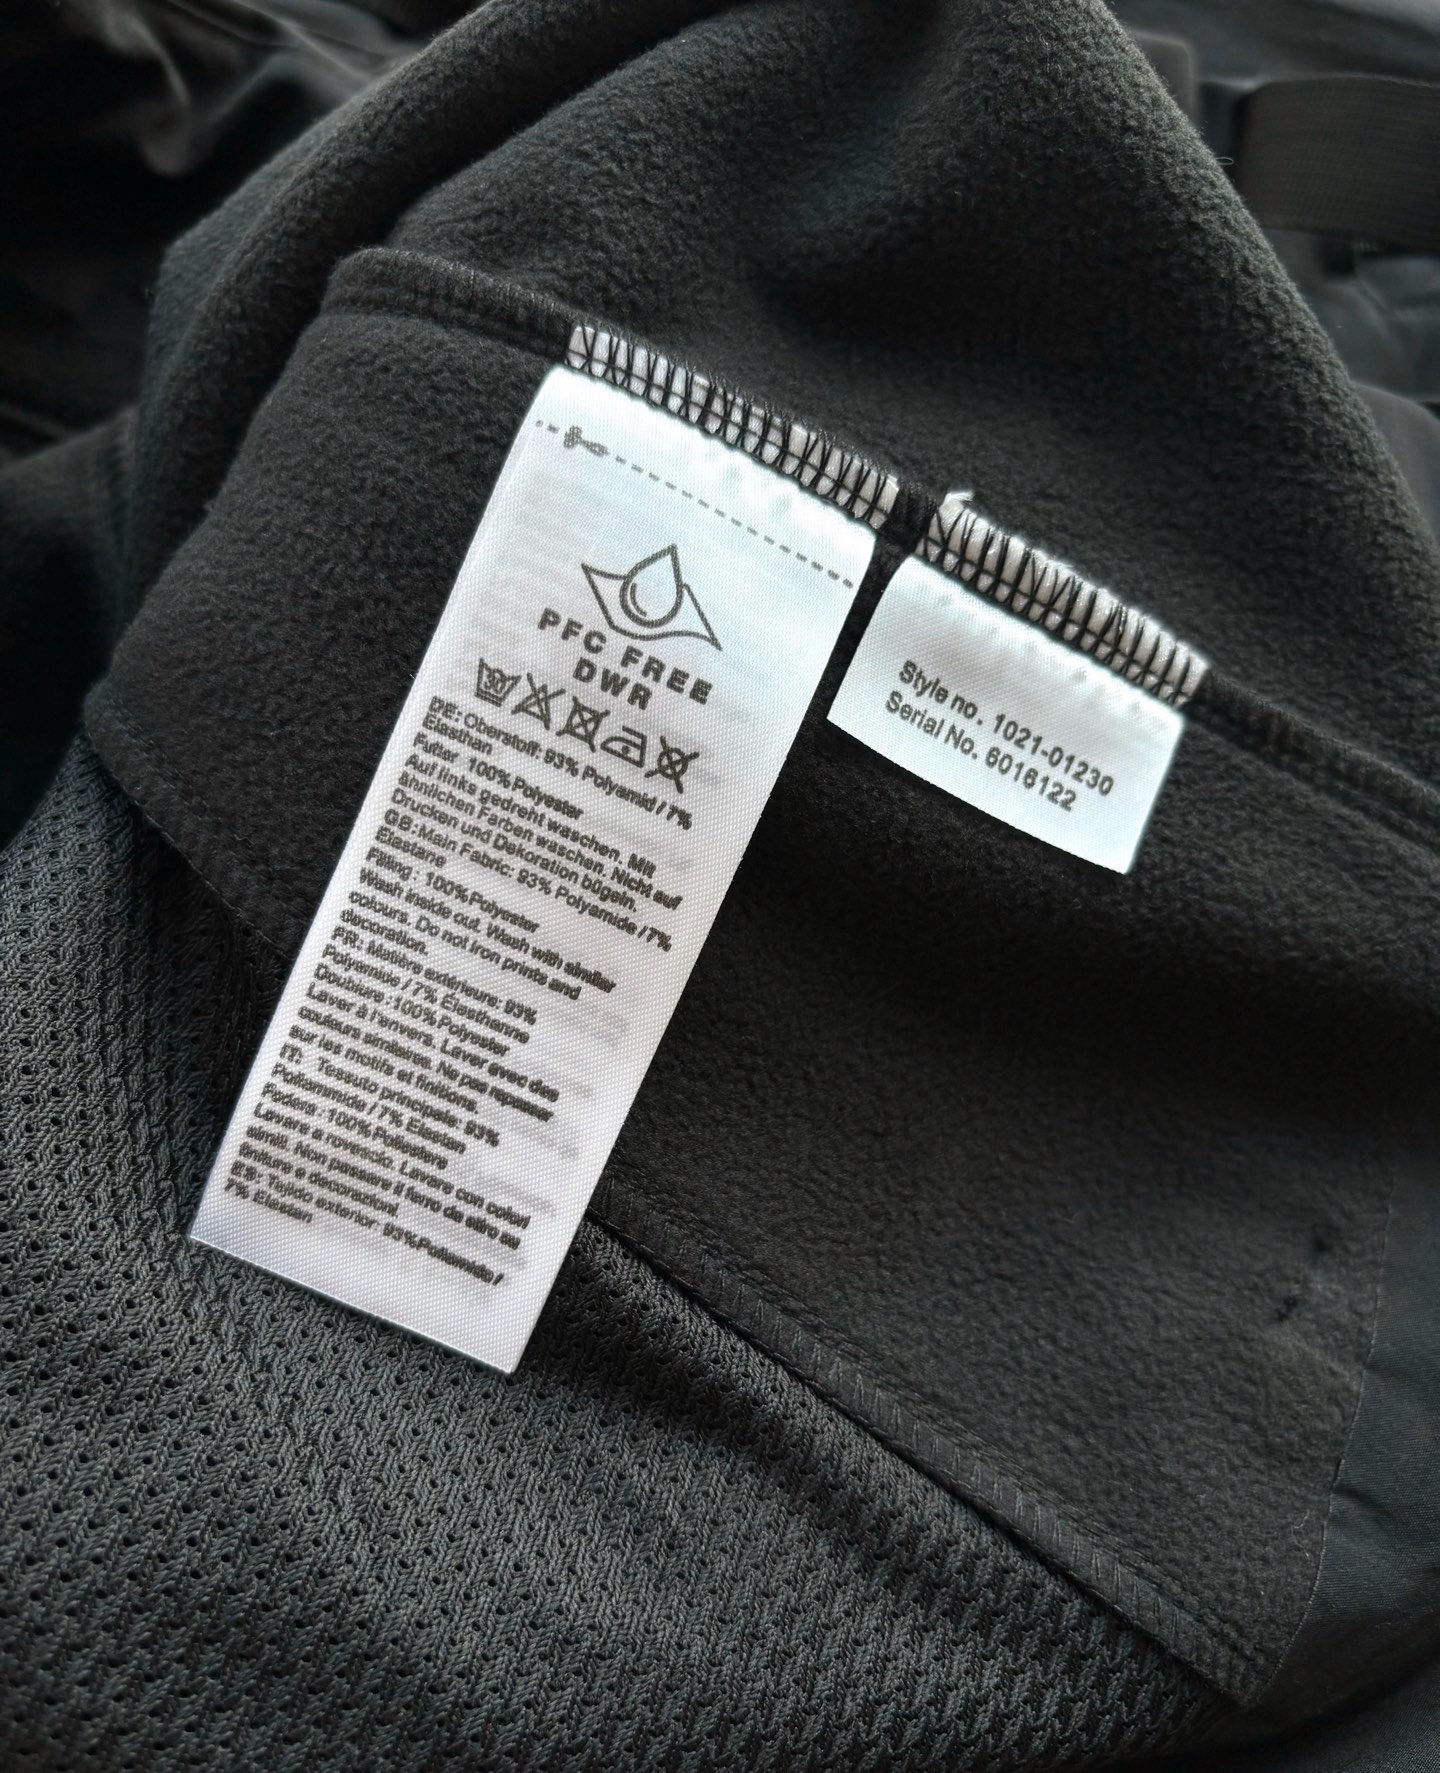 PFC FREE
DWR
30
DE: Oberstoff: 93% Polyamid / 7%
Elasthan
Futter 100% Polyester
Auf links gedreht waschen. Mit
ähnlichen Farben waschen. Nicht auf
Drucken und Dekoration bügeln.
GB: Main Fabric: 93% Polyamide / 7%
Elastane
Filling : 100% Polyester
Wash inside out. Wash with similar
colours. Do not iron prints and
decoration.
FR: Matière extérieure: 93%
Polyamide / 7% Élasthanne
Doublure :100% Polyester
Laver à l'envers. Laver avec des
couleurs similaires. Ne pas repasser
sur les motifs et finitions.
IT: Tessuto principale: 93%
Poliammide / 7% Elastan
Fodera : 100% Poliestere
Lavare a rovescio. Lavare con colori
simili. Non passare il ferro da stiro su
finiture e decorazioni.
ES: Tejido exterior: 93% Poliamida /
7% Elastan
Style no. 1021-01230
Serial No. 6016122